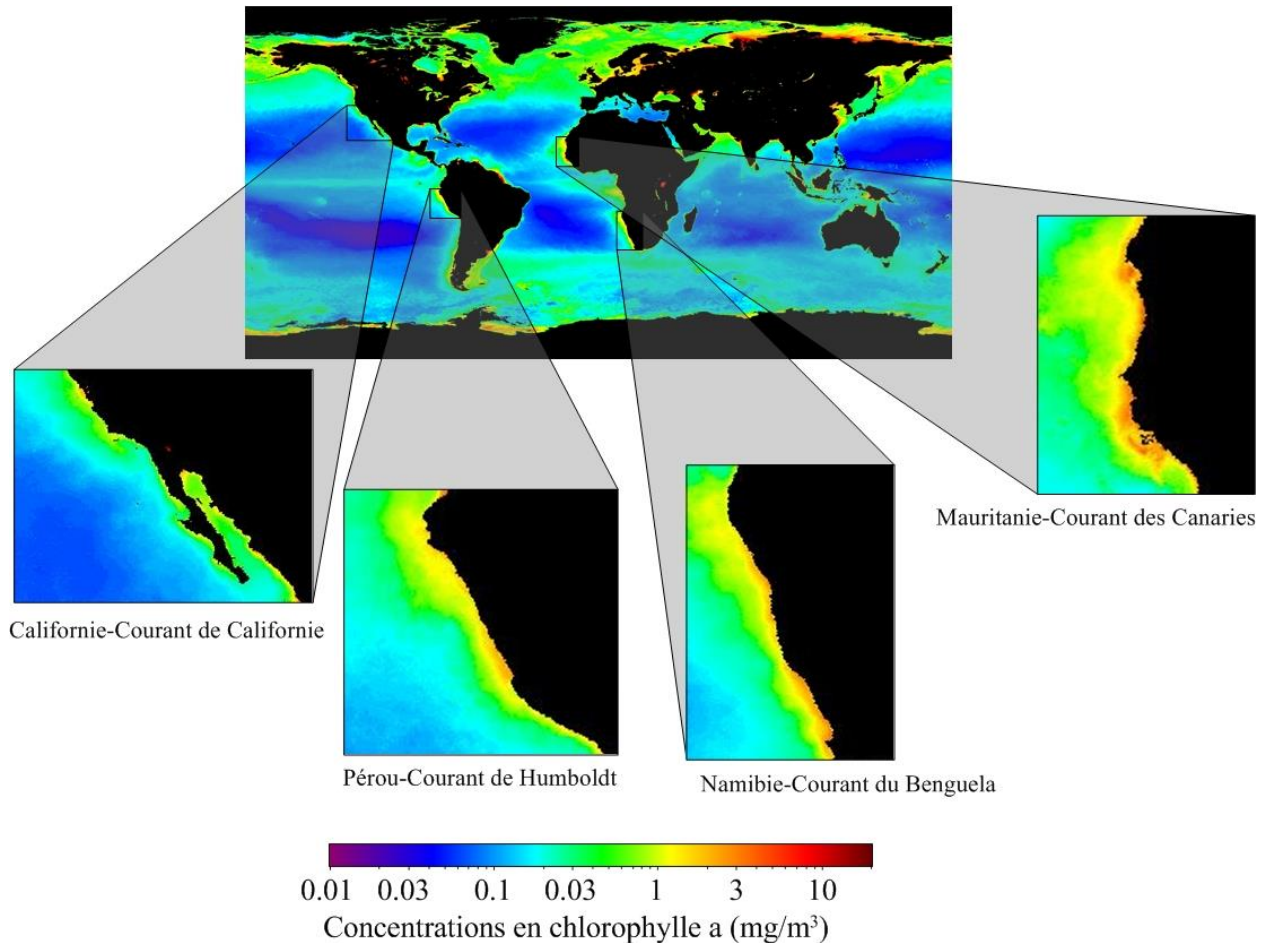 Mauritanie-Courant des Canaries
Californie-Courant de Californie
Pérou-Courant de Humboldt
Namibie-Courant du Benguela
0.01 0.03 0.1 0.03 1 3 10
Concentrations en chlorophylle a (mg/m³)